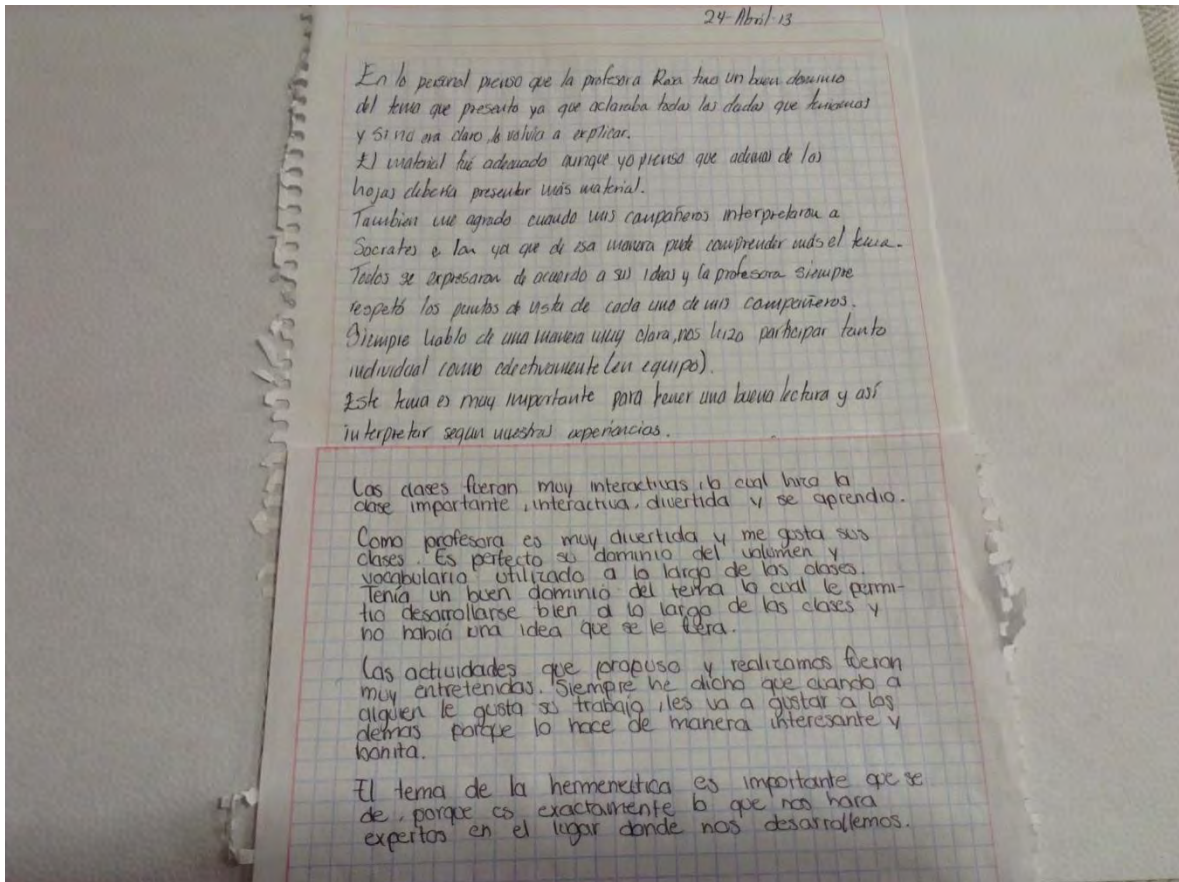 24-Abril-13
En lo personal pienso que la profesora Rosa tuvo un buen dominio
del tema que presento ya que aclaraba todas las dudas que teniamos
y si no era claro, lo volvia a explicar.
El material fué adecuado aunque yo pienso que ademas de las
hojas deberia presentar más material.
Tambien me agrado cuando mis compañeros interpretaron a
Socrates e Ion ya que de esa manera pude comprender más el tema.
Todos se expresaron de acuerdo a sus ideas y la profesora siempre
respetó los puntos de vista de cada uno de mis compañeros.
Siempre hablo de una manera muy clara, nos hizo participar tanto
individual como colectivamente (en equipo).
Este tema es muy importante para tener una buena lectura y así
interpretar segun nuestras experiencias.
Las clases fueron muy interactivas, lo cual hizo la
clase importante, interactiva, divertida y se aprendio.
Como profesora es muy divertida y me gusta sus
clases. Es perfecto su dominio del volumen y
vocabulario utilizado a lo largo de las clases.
Tenía un buen dominio del tema lo cual le permi-
tio desarrollarse bien a lo largo de las clases y
no había una idea que se le fuera.
Las actividades que propuso y realizamos fueron
muy entretenidas. Siempre he dicho que cuando a
alguien le gusta su trabajo, les va a gustar a los
demas porque lo hace de manera interesante y
bonita.
El tema de la hermeneutica es importante que se
de, porque es exactamente lo que nos hara
expertos en el lugar donde nos desarrollemos.